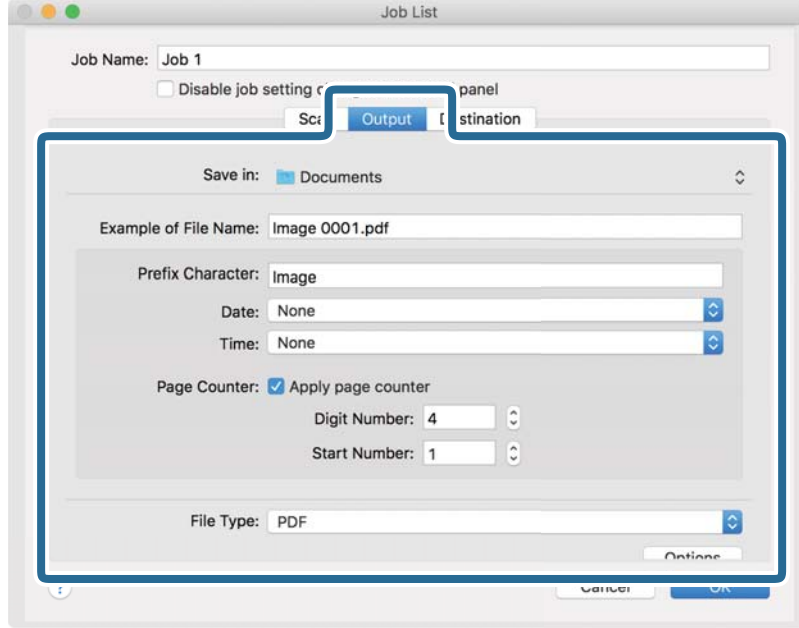 Job List
Job Name: Job 1
Disable job setting panel
Output
Save in: Documents
Example of File Name: Image 0001.pdf
Prefix Character: Image
Date: None
Time: None
Page Counter: Apply page counter
Digit Number: 4
Start Number: 1
File Type: PDF
Options
?
Cancel OK